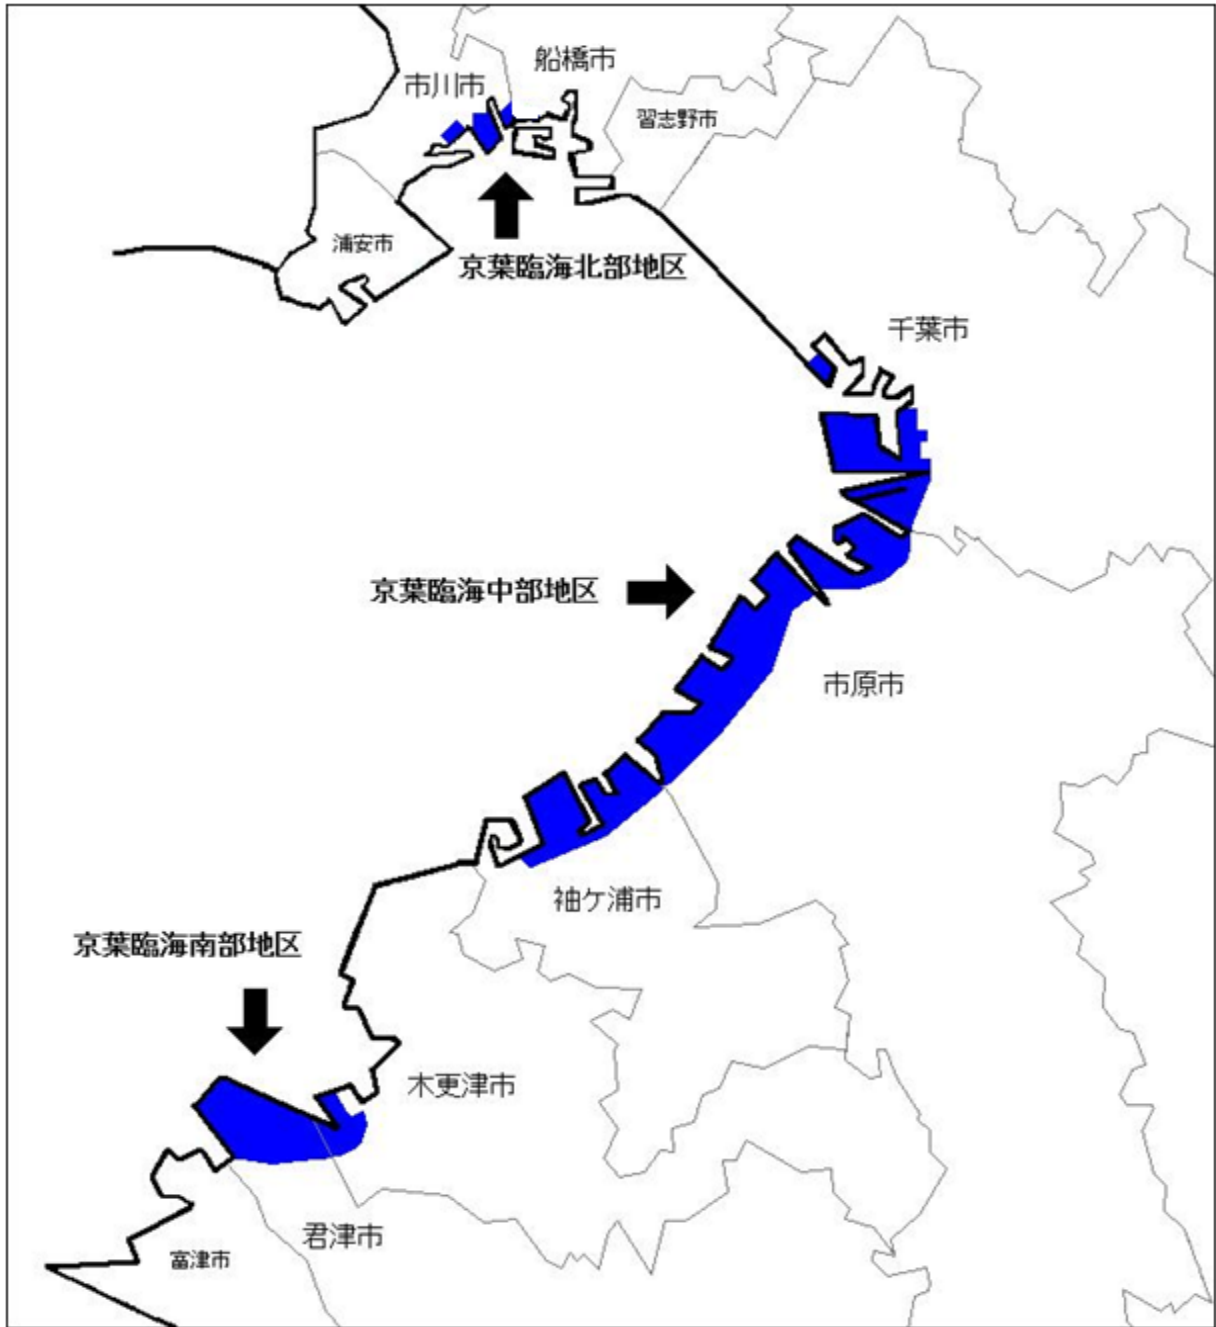 船橋市
市川市
習志野市
浦安市
京葉臨海北部地区
千葉市
京葉臨海中部地区
市原市
袖ケ浦市
京葉臨海南部地区
木更津市
君津市
富津市